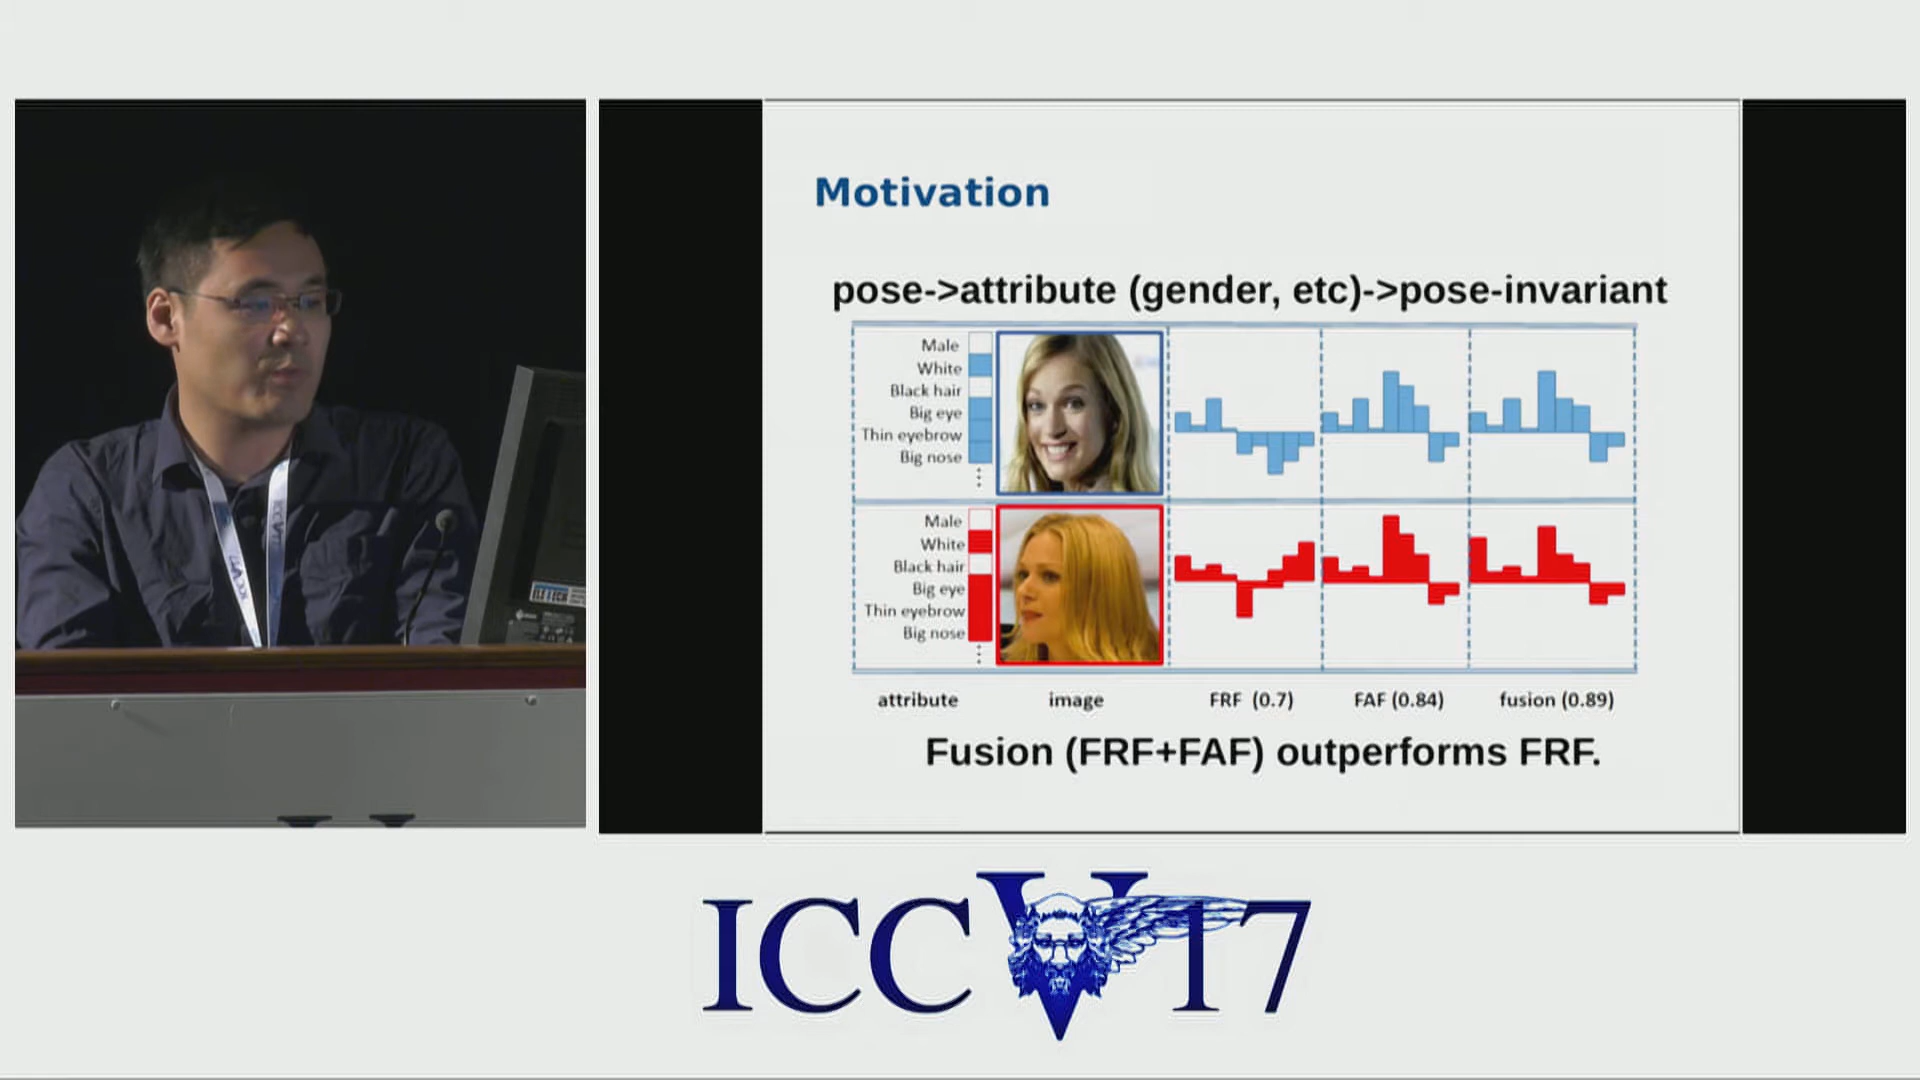 Motivation
pose->attribute (gender, etc)->pose-invariant
Male
White
Black hair
Big eye
Thin eyebrow
Big nose
Male
White
Black hair
Big eye
Thin eyebrow
Big nose
attribute
image
FRF (0.7)
FAF (0.84)
fusion (0.89)
Fusion (FRF+FAF) outperforms FRF.
ICCV17